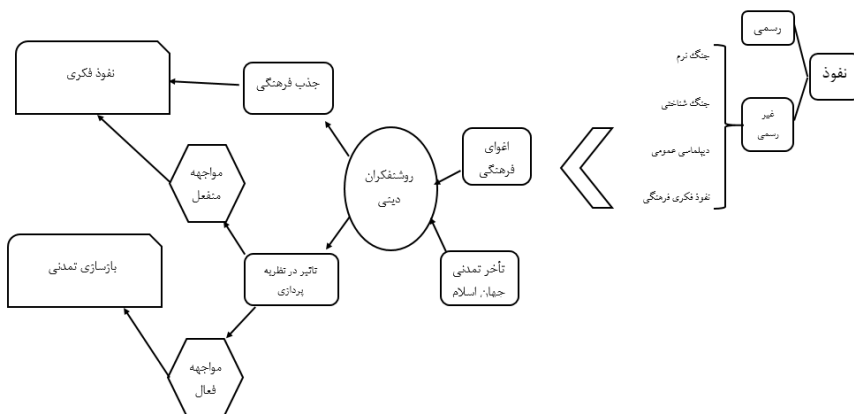 نفوذ
رسمی
غیر
رسمی
جنگ نرم
جنگ شناختی
دیپلماسی عمومی
نفوذ فکری فرهنگی
اغوای
فرهنگی
تأخر تمدنی
جهان اسلام
روشنفکران
دینی
جذب فرهنگی
تاثیر در نظریه
پردازی
مواجهه
منفعل
مواجهه
فعال
نفوذ فکری
بازسازی تمدنی